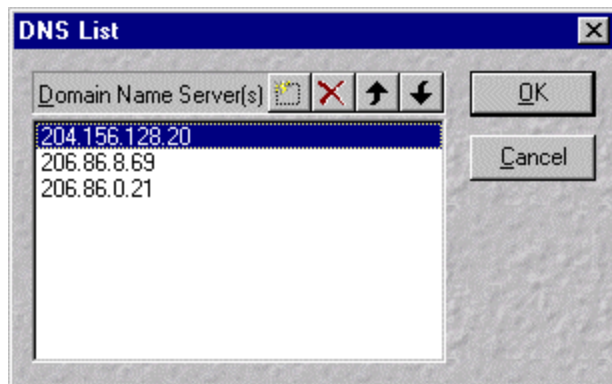 DNS List
Domain Name Server(s)
OK
204.156.128.20
206.86.8.69
206.86.0.21
Cancel